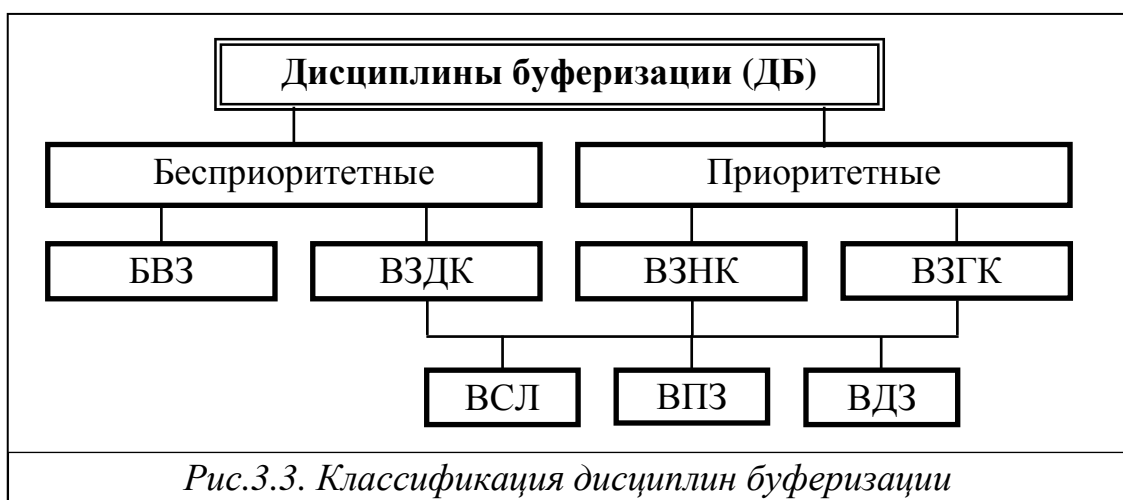 Дисциплины буферизации (ДБ)
Бесприоритетные Приоритетные
БВЗ ВЗДК ВЗНК ВЗГК
ВСЛ ВПЗ ВДЗ
Рис.3.3. Классификация дисциплин буферизации